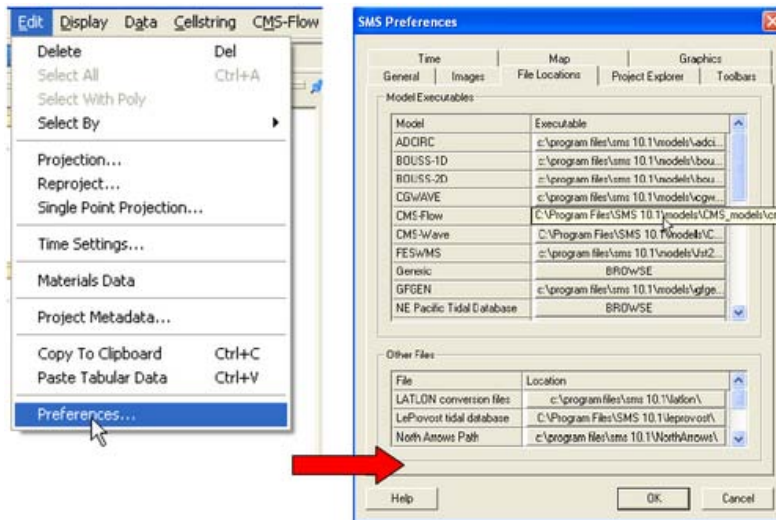 Edit Display Data Cellstring CMS-Flow
Delete Del
Select All Ctrl+A
Select With Poly
Select By
Projection...
Reproject...
Single Point Projection...
Time Settings...
Materials Data
Project Metadata...
Copy To Clipboard Ctrl+C
Paste Tabular Data Ctrl+V
Preferences...
SMS Preferences
Time Map Graphics
General Images File Locations Project Explorer Toolbars
Model Executables
Model Executable
ADCIRC c:\program files\sms 10.1\models\adci...
BOUSS-1D c:\program files\sms 10.1\models\bou...
BOUSS-2D c:\program files\sms 10.1\models\bou...
CGWAVE c:\program files\sms 10.1\models\cgw...
CMS-Flow C:\Program Files\SMS 10.1\models\CMS_models\
CMS-Wave C:\Program Files\SMS 10.1\models\C...
FESWMS c:\program files\sms 10.1\models\fst2...
Generic BROWSE
GFGEN c:\program files\sms 10.1\models\gfge...
NE Pacific Tidal Database BROWSE
Other Files
File Location
LATLON conversion files c:\program files\sms 10.1\latlon\
LeProvost tidal database C:\Program Files\SMS 10.1\leprovost\
North Arrows Path c:\program files\sms 10.1\NorthArrows\
Help OK Cancel